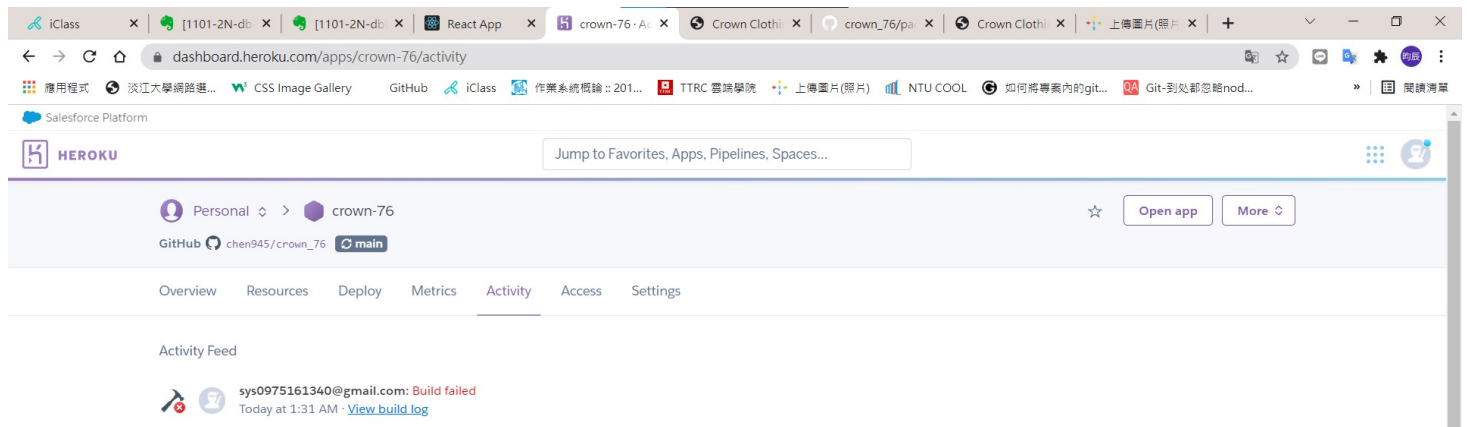 iClass
[1101-2N-db
[1101-2N-db
React App
crown-76 · Ac
Crown Clothi
crown_76/pac
Crown Clothi
上傳圖片(照片
dashboard.heroku.com/apps/crown-76/activity
昀辰
應用程式
淡江大學網路選...
W³ CSS Image Gallery
GitHub
iClass
作業系統概論 :: 201...
TTRC 雲端學院
上傳圖片(照片)
NTU COOL
如何將專案內的git...
QA Git-到处都忽略nod...
»
閱讀清單
Salesforce Platform
HEROKU
Jump to Favorites, Apps, Pipelines, Spaces...
Personal > crown-76
Open app
More
GitHub chen945/crown_76 main
Overview Resources Deploy Metrics Activity Access Settings
Activity Feed
sys0975161340@gmail.com: Build failed
Today at 1:31 AM · View build log